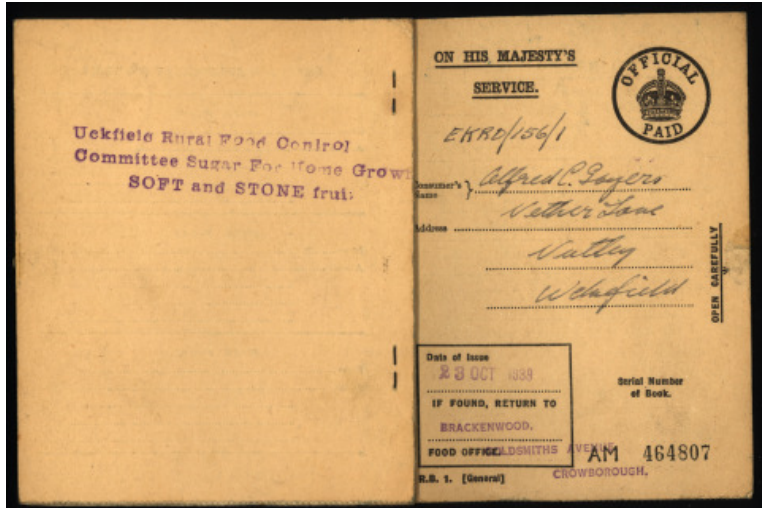 Uckfield Rural Food Control
Committee Sugar For Home Grow
SOFT and STONE fruit
ON HIS MAJESTY'S
SERVICE.
OFFICIAL
PAID
EKRD/156/1
Consumer's Name } Alfred C.
Address Nether Lane
Nutley
Uckfield
OPEN CAREFULLY
Date of Issue
23 OCT 1939
IF FOUND, RETURN TO
BRACKENWOOD.
FOOD OFFICE. GOLDSMITHS AVENUE
CROWBOROUGH.
Serial Number
of Book.
AM 464807
R.B. 1. [General]